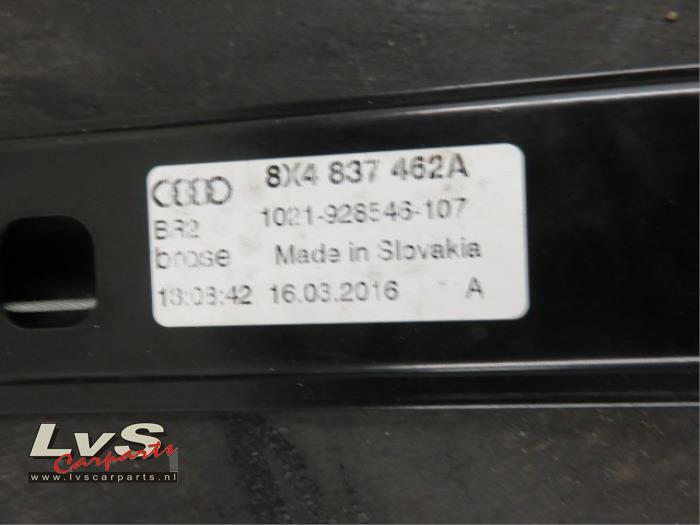 8X4 837 462A
BR2 1021-928546-107
brose Made in Slovakia
13:08:42 16.03.2016 A
LvS
Carparts
www.lvscarparts.nl